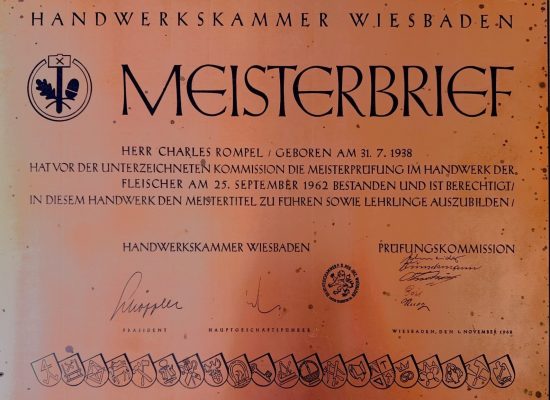 HANDWERKSKAMMER WIESBADEN
MEISTERBRIEF
HERR CHARLES ROMPEL / GEBOREN AM 31. 7. 1938
HAT VOR DER UNTERZEICHNETEN KOMMISSION DIE MEISTERPRÜFUNG IM HANDWERK DER
FLEISCHER AM 25. SEPTEMBER 1962 BESTANDEN UND IST BERECHTIGT/
IN DIESEM HANDWERK DEN MEISTERTITEL ZU FÜHREN SOWIE LEHRLINGE AUSZUBILDEN/
HANDWERKSKAMMER WIESBADEN
PRÜFUNGSKOMMISSION
PRÄSIDENT
HAUPTGESCHÄFTSFÜHRER
WIESBADEN, DEN NOVEMBER